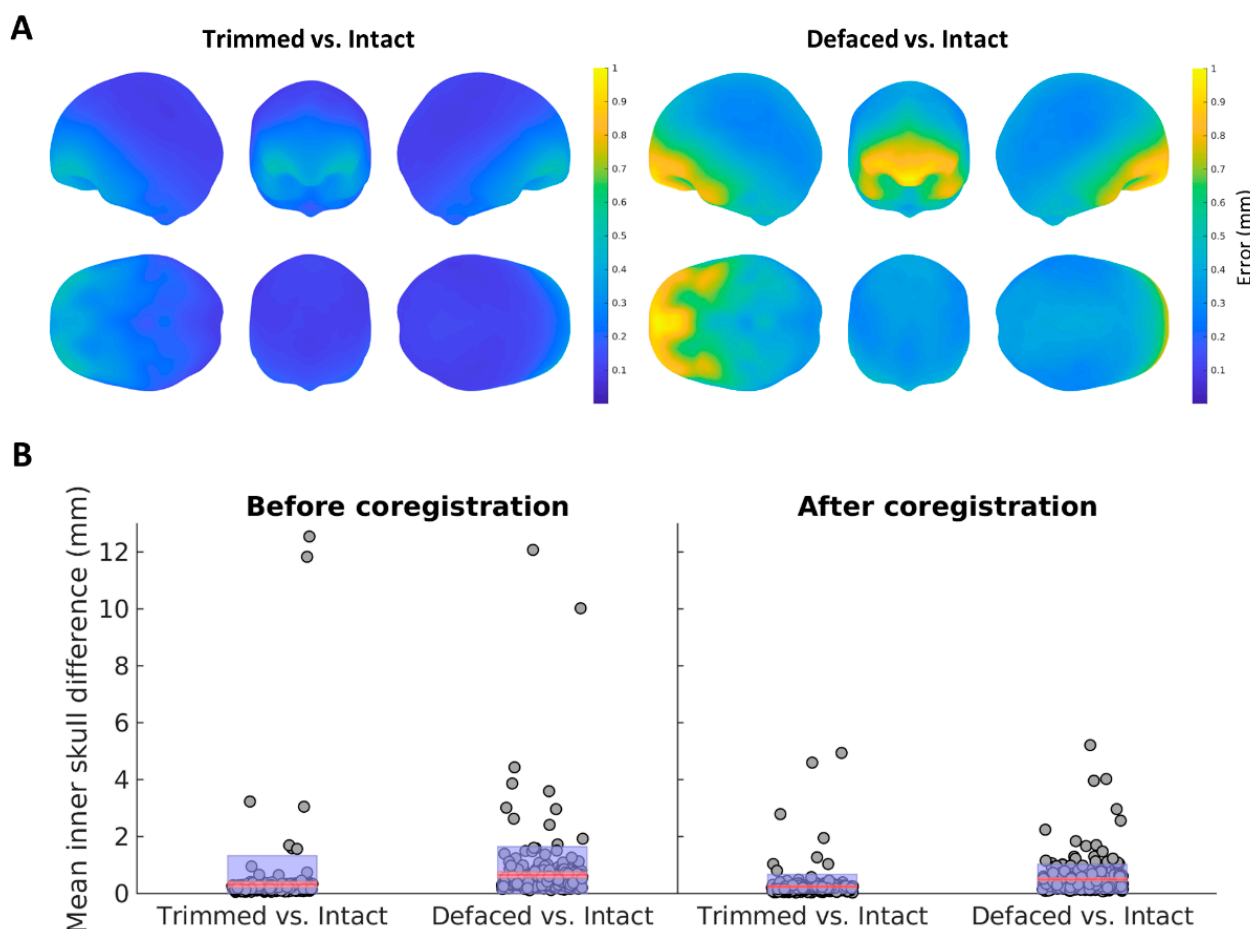 A
Trimmed vs. Intact
Defaced vs. Intact
1
0.9
0.8
0.7
0.6
0.5
0.4
0.3
0.2
0.1
1
0.9
0.8
0.7
0.6
0.5
0.4
0.3
0.2
0.1
Error (mm)
B
Before coregistration
After coregistration
Mean inner skull difference (mm)
12
10
8
6
4
2
0
Trimmed vs. Intact
Defaced vs. Intact
Trimmed vs. Intact
Defaced vs. Intact